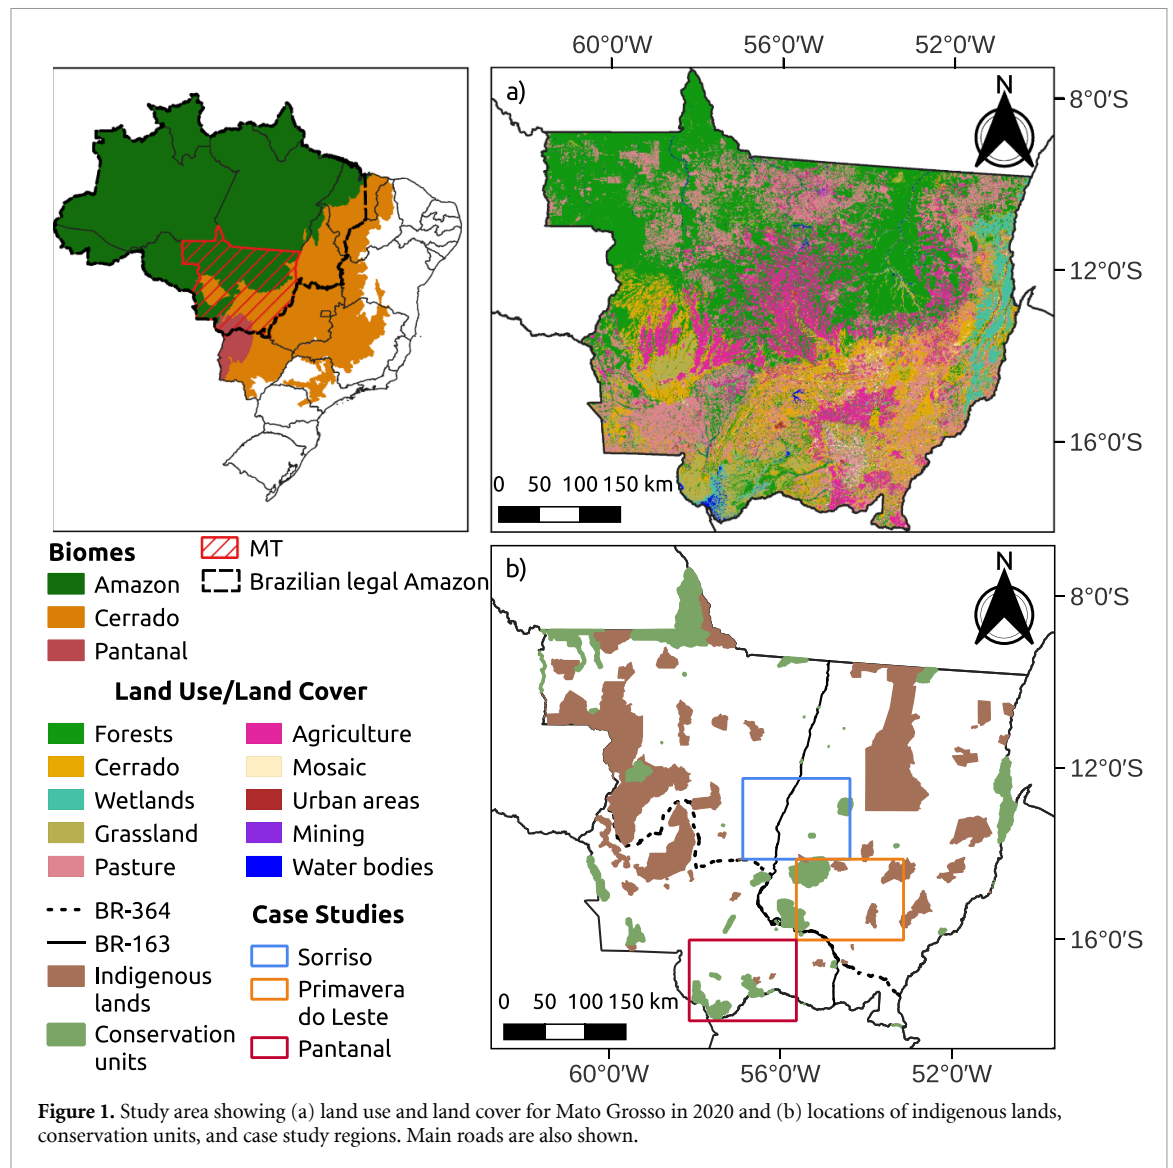 60°0′W 56°0′W 52°0′W
a)
N
8°0′S
12°0′S
16°0′S
0 50 100 150 km
Biomes
Amazon
Cerrado
Pantanal
MT
Brazilian legal Amazon
Land Use/Land Cover
Forests
Cerrado
Wetlands
Grassland
Pasture
Agriculture
Mosaic
Urban areas
Mining
Water bodies
BR-364
BR-163
Indigenous
lands
Conservation
units
Case Studies
Sorriso
Primavera
do Leste
Pantanal
b)
N
8°0′S
12°0′S
16°0′S
0 50 100 150 km
60°0′W 56°0′W 52°0′W
Figure 1. Study area showing (a) land use and land cover for Mato Grosso in 2020 and (b) locations of indigenous lands,
conservation units, and case study regions. Main roads are also shown.